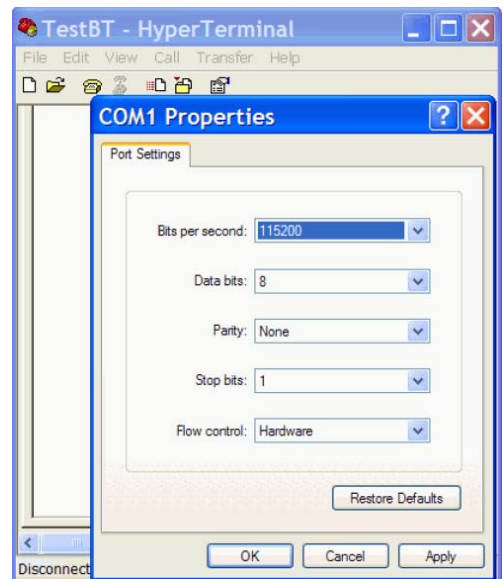 TestBT - HyperTerminal
File Edit View Call Transfer Help
COM1 Properties
Port Settings
Bits per second: 115200
Data bits: 8
Parity: None
Stop bits: 1
Flow control: Hardware
Restore Defaults
OK Cancel Apply
Disconnect